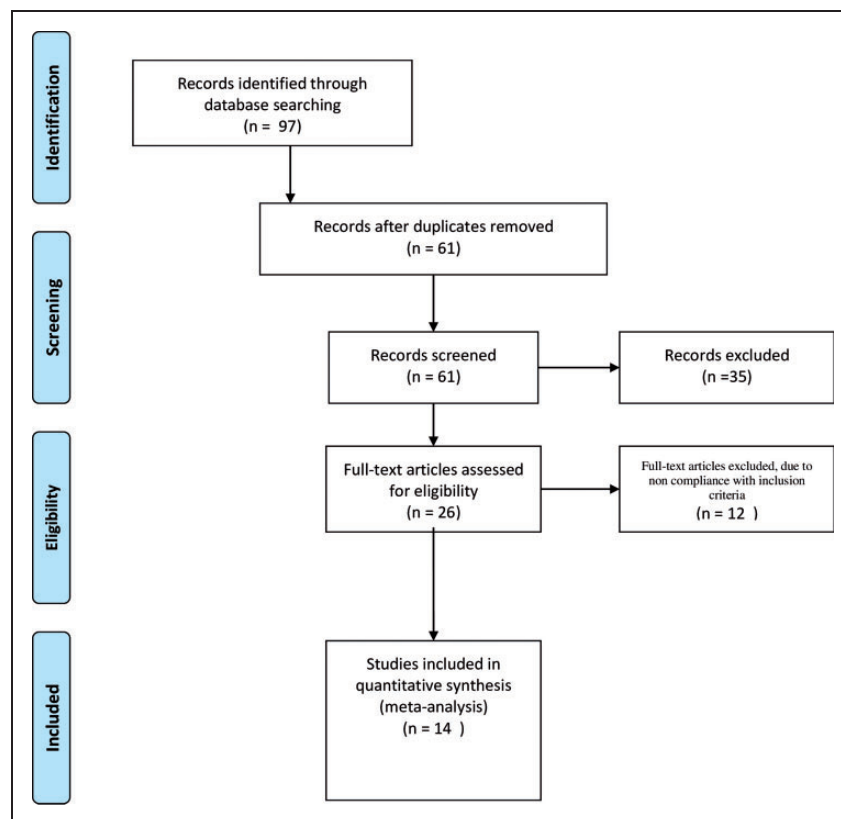 Identification
Records identified through
database searching
(n = 97)
Records after duplicates removed
(n = 61)
Screening
Records screened
(n = 61)
Records excluded
(n =35)
Eligibility
Full-text articles assessed
for eligibility
(n = 26)
Full-text articles excluded, due to
non compliance with inclusion
criteria
(n = 12 )
Included
Studies included in
quantitative synthesis
(meta-analysis)
(n = 14 )